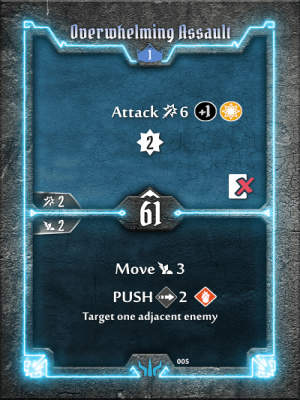 Overwhelming Assault
1
Attack 6 +1
2
2
61
2
Move 3
PUSH 2
Target one adjacent enemy
005